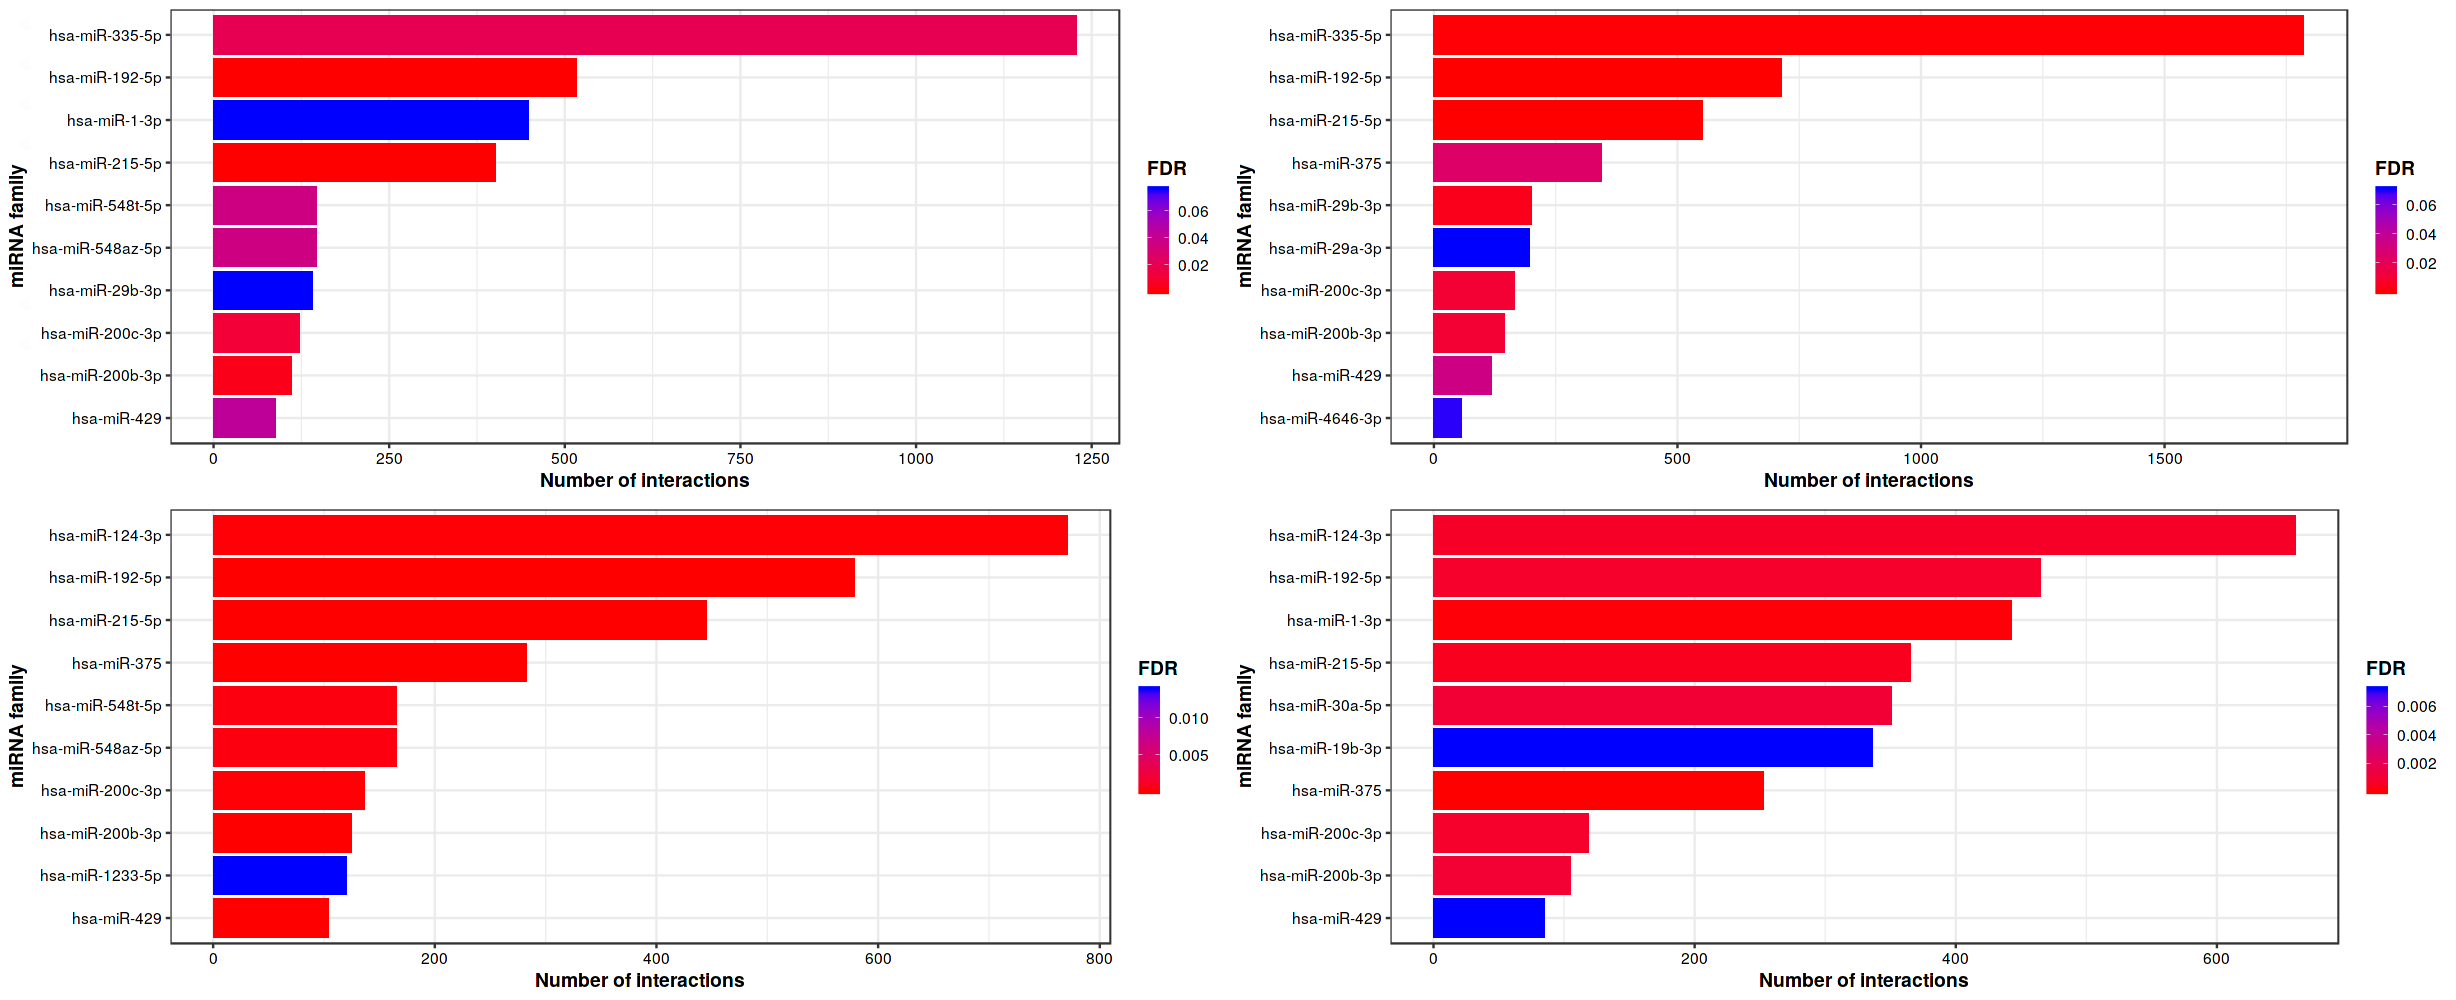 miRNA family
hsa-miR-335-5p
hsa-miR-192-5p
hsa-miR-1-3p
hsa-miR-215-5p
hsa-miR-548t-5p
hsa-miR-548az-5p
hsa-miR-29b-3p
hsa-miR-200c-3p
hsa-miR-200b-3p
hsa-miR-429
0 250 500 750 1000 1250
Number of interactions
FDR
0.06
0.04
0.02
miRNA family
hsa-miR-335-5p
hsa-miR-192-5p
hsa-miR-215-5p
hsa-miR-375
hsa-miR-29b-3p
hsa-miR-29a-3p
hsa-miR-200c-3p
hsa-miR-200b-3p
hsa-miR-429
hsa-miR-4646-3p
0 500 1000 1500
Number of interactions
FDR
0.06
0.04
0.02
miRNA family
hsa-miR-124-3p
hsa-miR-192-5p
hsa-miR-215-5p
hsa-miR-375
hsa-miR-548t-5p
hsa-miR-548az-5p
hsa-miR-200c-3p
hsa-miR-200b-3p
hsa-miR-1233-5p
hsa-miR-429
0 200 400 600 800
Number of interactions
FDR
0.010
0.005
miRNA family
hsa-miR-124-3p
hsa-miR-192-5p
hsa-miR-1-3p
hsa-miR-215-5p
hsa-miR-30a-5p
hsa-miR-19b-3p
hsa-miR-375
hsa-miR-200c-3p
hsa-miR-200b-3p
hsa-miR-429
0 200 400 600
Number of interactions
FDR
0.006
0.004
0.002